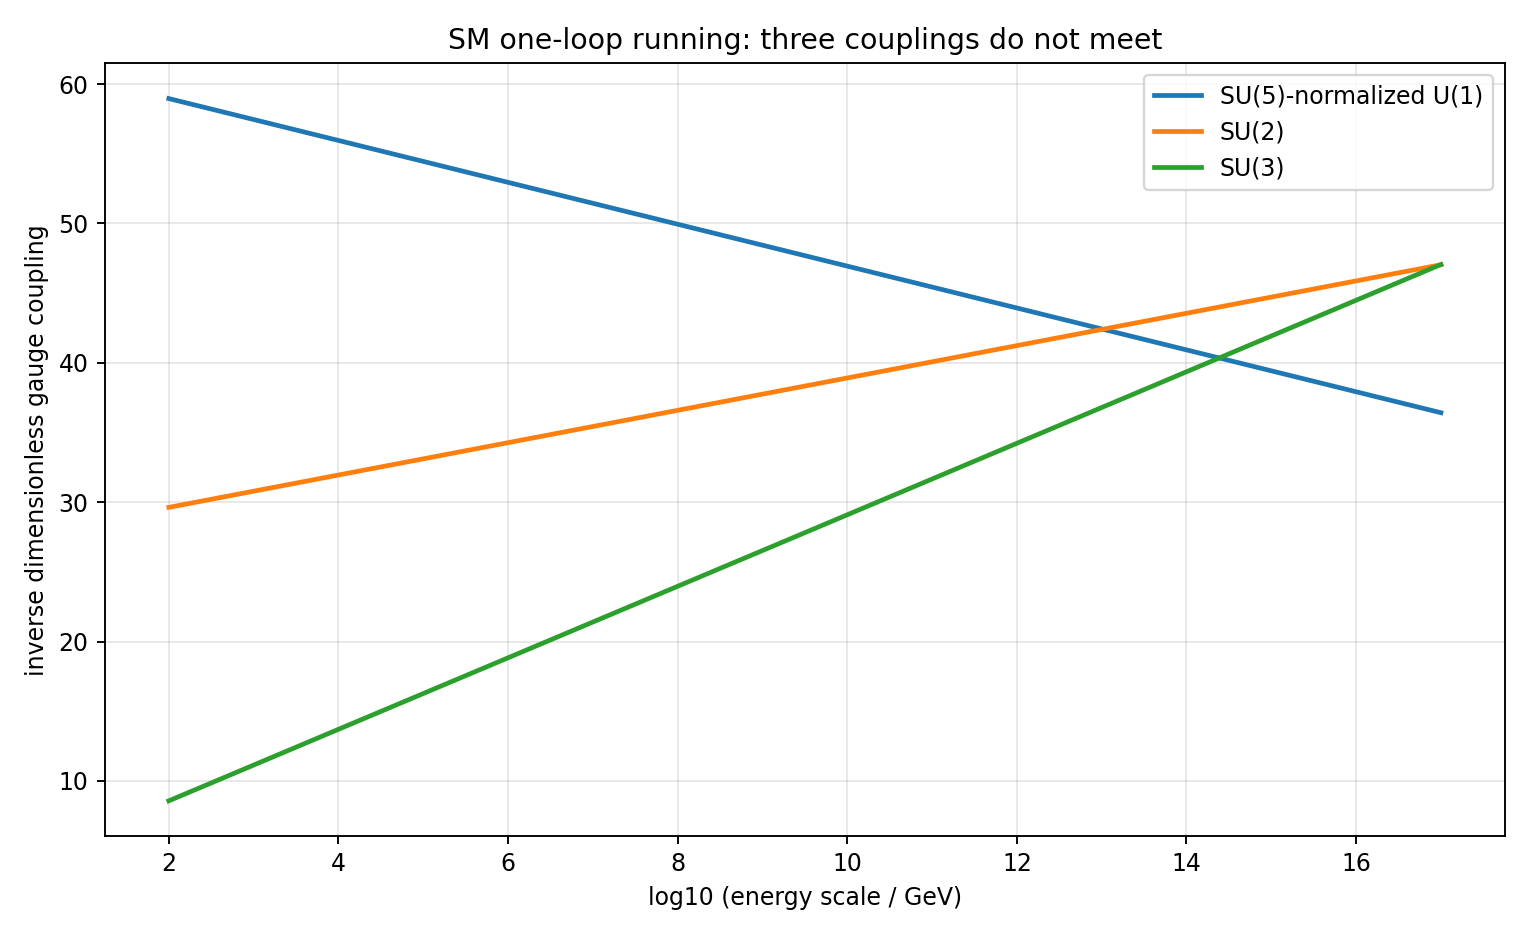 SM one-loop running: three couplings do not meet
SU(5)-normalized U(1)
SU(2)
SU(3)
inverse dimensionless gauge coupling
60
50
40
30
20
10
2 4 6 8 10 12 14 16
log10 (energy scale / GeV)